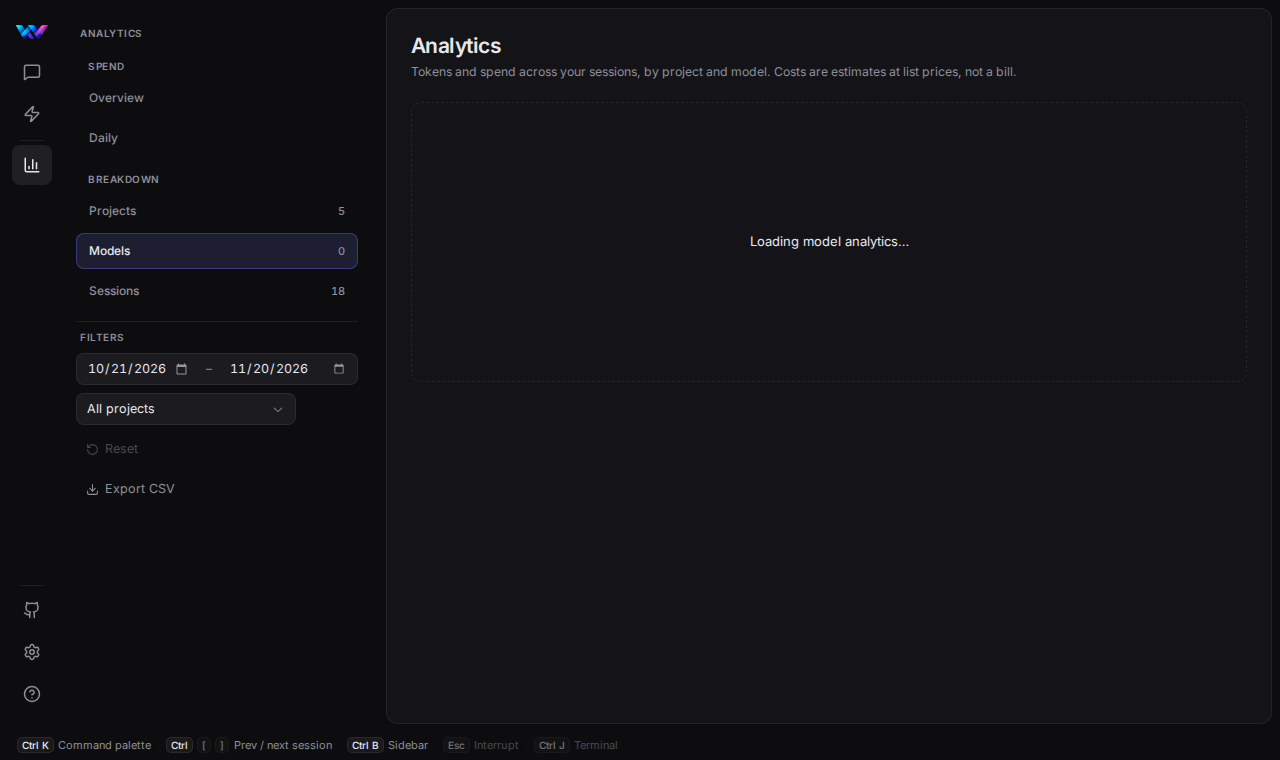 ANALYTICS
SPEND
Overview
Daily
BREAKDOWN
Projects 5
Models 0
Sessions 18
FILTERS
10/21/2026 – 11/20/2026
All projects
Reset
Export CSV
Analytics
Tokens and spend across your sessions, by project and model. Costs are estimates at list prices, not a bill.
Loading model analytics...
Ctrl K Command palette Ctrl [ ] Prev / next session Ctrl B Sidebar Esc Interrupt Ctrl J Terminal